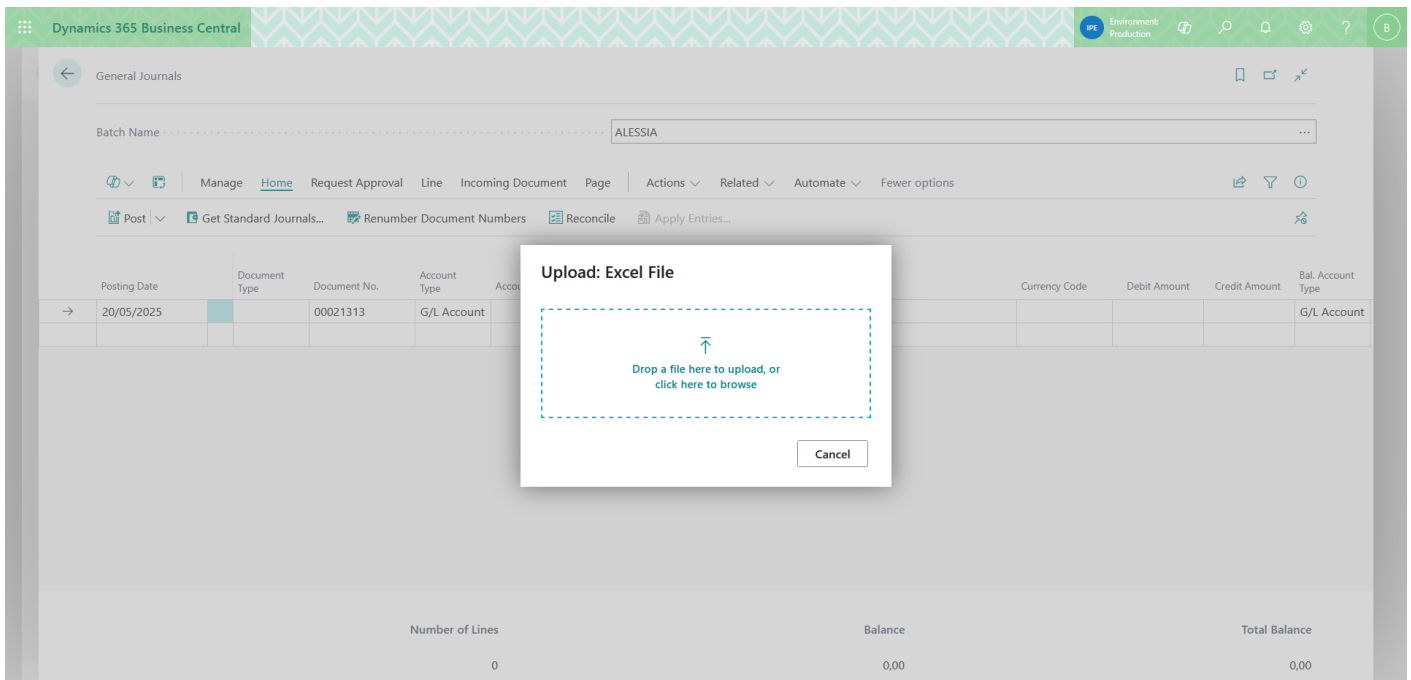 Dynamics 365 Business Central
IPE
Environment:
Production
?
B
General Journals
Batch Name
ALESSIA
...
Manage Home Request Approval Line Incoming Document Page Actions Related Automate Fewer options
Post Get Standard Journals... Renumber Document Numbers Reconcile Apply Entries...
Posting Date Document Type Document No. Account Type Accou Currency Code Debit Amount Credit Amount Bal. Account Type
20/05/2025 00021313 G/L Account G/L Account
Upload: Excel File
Drop a file here to upload, or
click here to browse
Cancel
Number of Lines Balance Total Balance
0 0,00 0,00